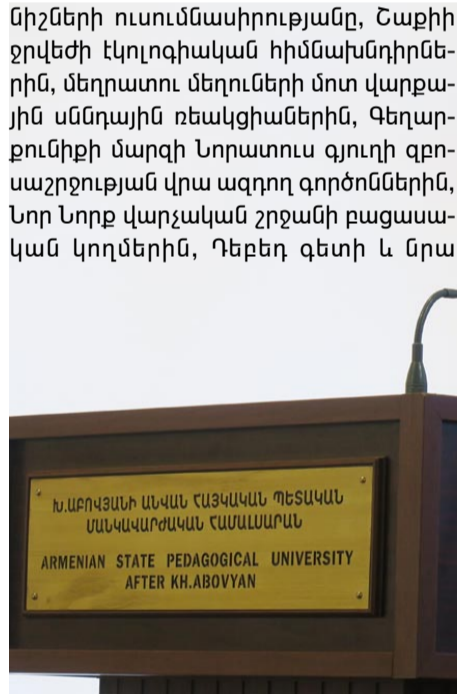 նիշների ուսումնասիրությանը, Շաքիի
ջրվեժի էկոլոգիական հիմնախնդիրնե-
րին, մեղրատու մեղուների մոտ վարքա-
յին սննդային ռեակցիաներին, Գեղար-
քունիքի մարզի Նորատուս գյուղի զբո-
սաշրջության վրա ազդող գործոններին,
Նոր Նորք վարչական շրջանի բացասա-
կան կողմերին, Դեբեդ գետի և նրա
Խ.ԱԲՈՎՅԱՆԻ ԱՆՎԱՆ ՀԱՅԿԱԿԱՆ ՊԵՏԱԿԱՆ
ՄԱՆԿԱՎԱՐԺԱԿԱՆ ՀԱՄԱԼՍԱՐԱՆ
ARMENIAN STATE PEDAGOGICAL UNIVERSITY
AFTER KH.ABOVYAN